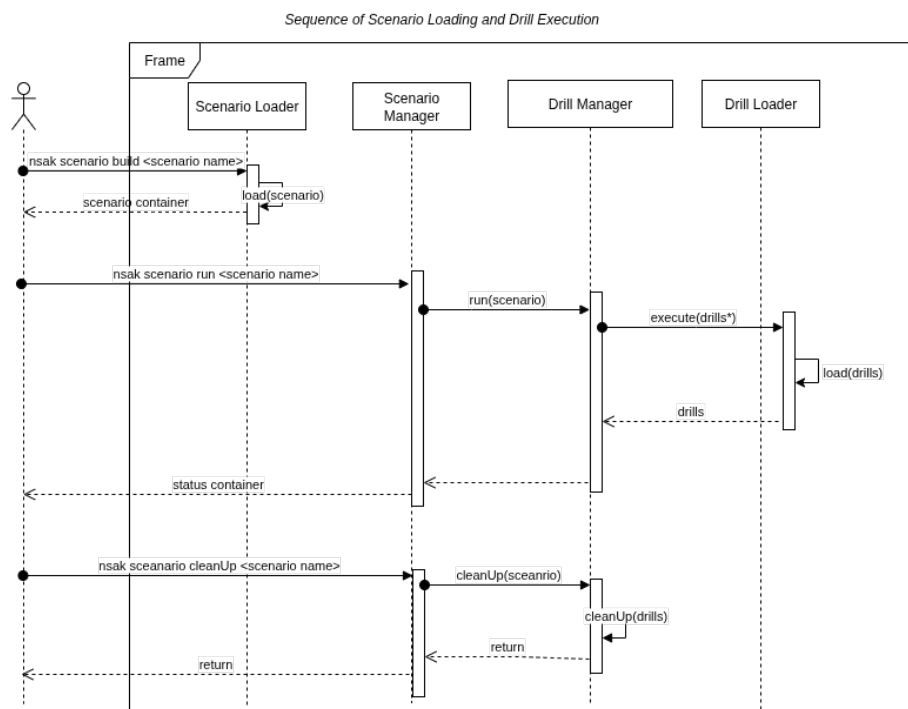 Sequence of Scenario Loading and Drill Execution
Frame
Scenario Loader
Scenario
Manager
Drill Manager
Drill Loader
nsak scenario build <scenario name>
load(scenario)
scenario container
nsak scenario run <scenario name>
run(scenario)
execute(drills*)
load(drills)
drills
status container
nsak sceanario cleanUp <scenario name>
cleanUp(sceanrio)
cleanUp(drills)
return
return